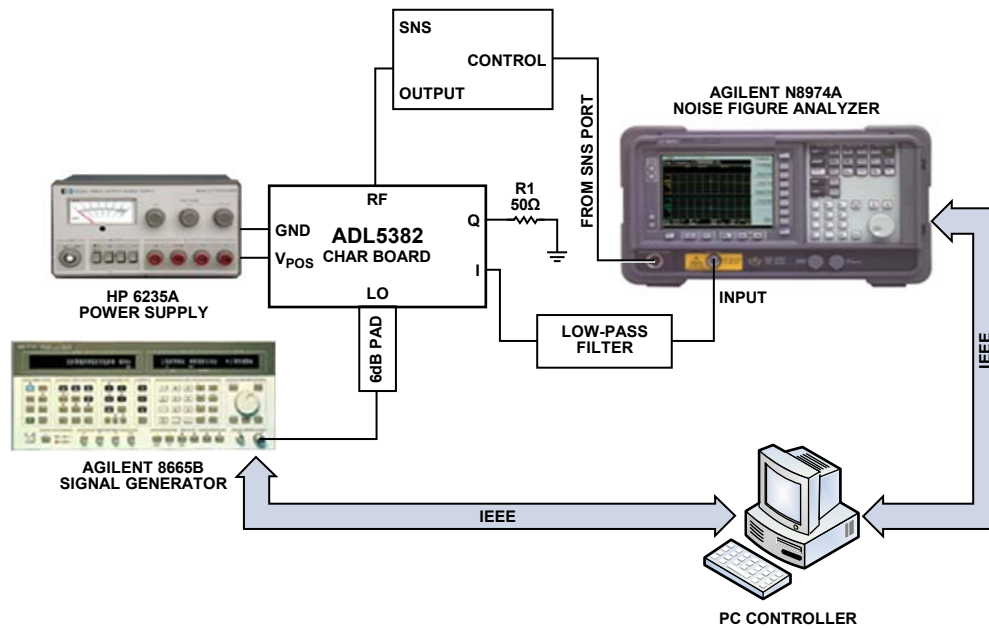 SNS
CONTROL
OUTPUT
FROM SNS PORT
AGILENT N8974A
NOISE FIGURE ANALYZER
RF
GND
VPOS
ADL5382
CHAR BOARD
Q
I
LO
R1
50Ω
HP 6235A
POWER SUPPLY
6dB PAD
LOW-PASS
FILTER
INPUT
IEEE
AGILENT 8665B
SIGNAL GENERATOR
IEEE
PC CONTROLLER